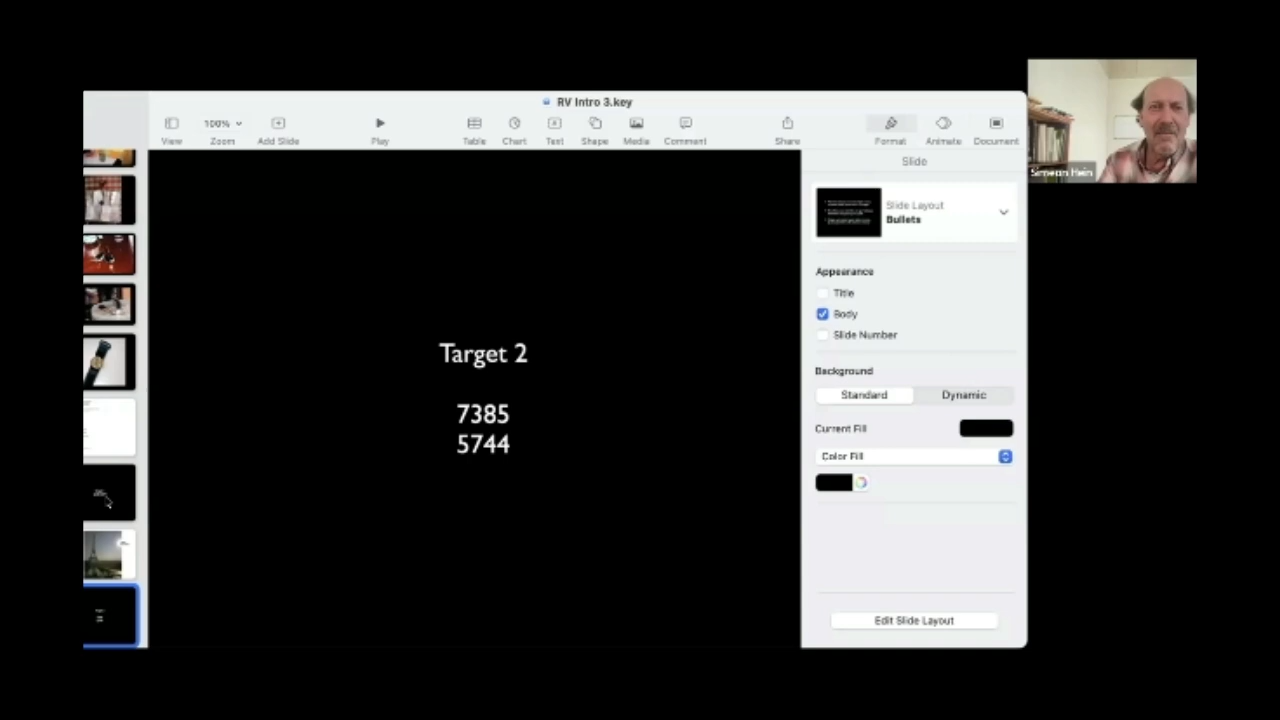 RV Intro 3.key
100%
View
Zoom
Add Slide
Play
Table
Chart
Text
Shape
Media
Comment
Share
Format
Animate
Document
Simeon Hein
Slide
Slide Layout
Bullets
Appearance
Title
Body
Slide Number
Background
Standard
Dynamic
Current Fill
Color Fill
Edit Slide Layout
Target 2
7385
5744